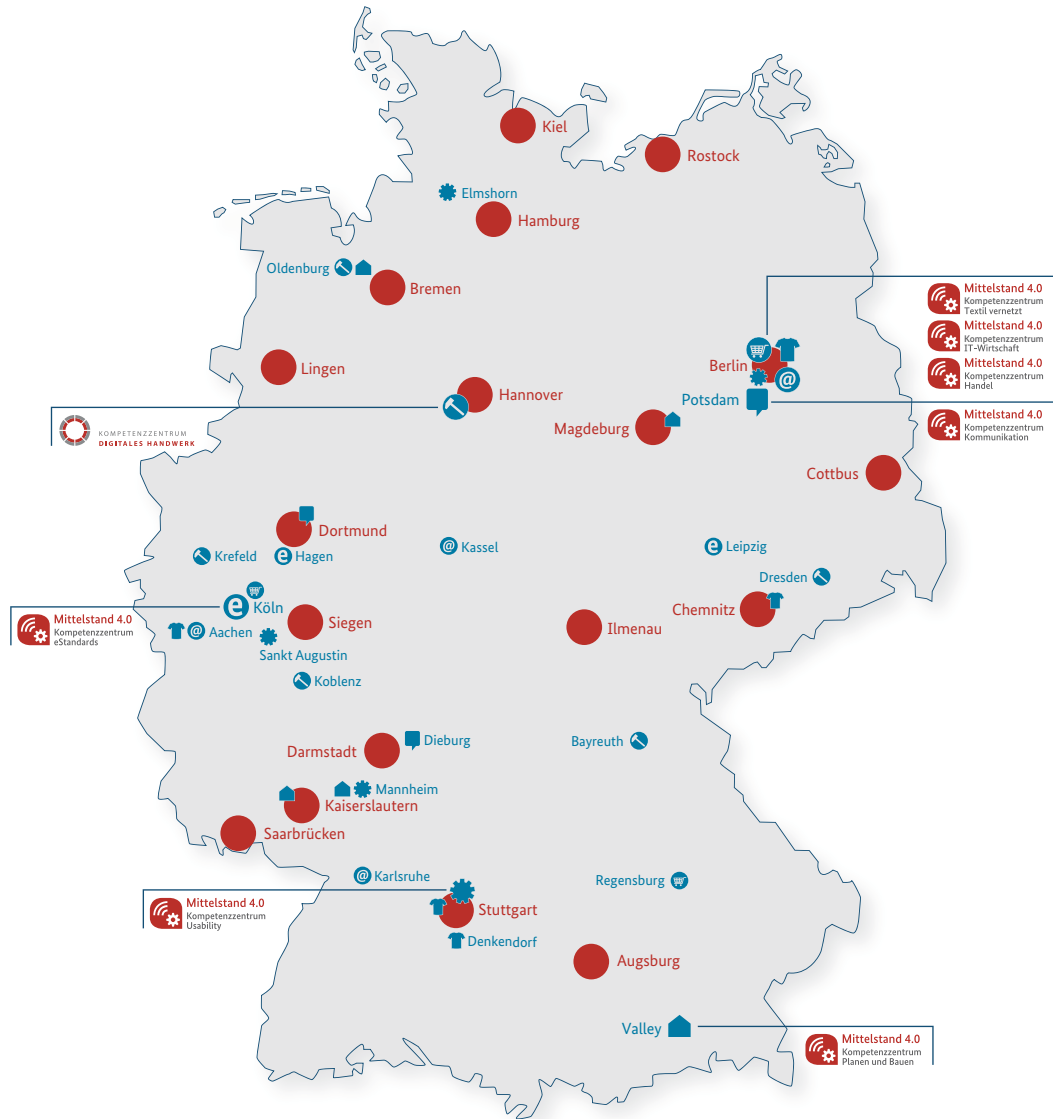 Kiel
Rostock
Elmshorn
Hamburg
Oldenburg
Bremen
Mittelstand 4.0
Kompetenzzentrum
Textil vernetzt
Mittelstand 4.0
Kompetenzzentrum
IT-Wirtschaft
Mittelstand 4.0
Kompetenzzentrum
Handel
Lingen
Berlin
@
Hannover
Potsdam
Magdeburg
KOMPETENZZENTRUM
DIGITALES HANDWERK
Mittelstand 4.0
Kompetenzzentrum
Kommunikation
Cottbus
Dortmund
Krefeld
e Hagen
@ Kassel
e Leipzig
Dresden
e Köln
Chemnitz
Mittelstand 4.0
Kompetenzzentrum
eStandards
@ Aachen
Siegen
Ilmenau
Sankt Augustin
Koblenz
Dieburg
Bayreuth
Darmstadt
Mannheim
Kaiserslautern
Saarbrücken
@ Karlsruhe
Regensburg
Mittelstand 4.0
Kompetenzzentrum
Usability
Stuttgart
Denkendorf
Augsburg
Valley
Mittelstand 4.0
Kompetenzzentrum
Planen und Bauen